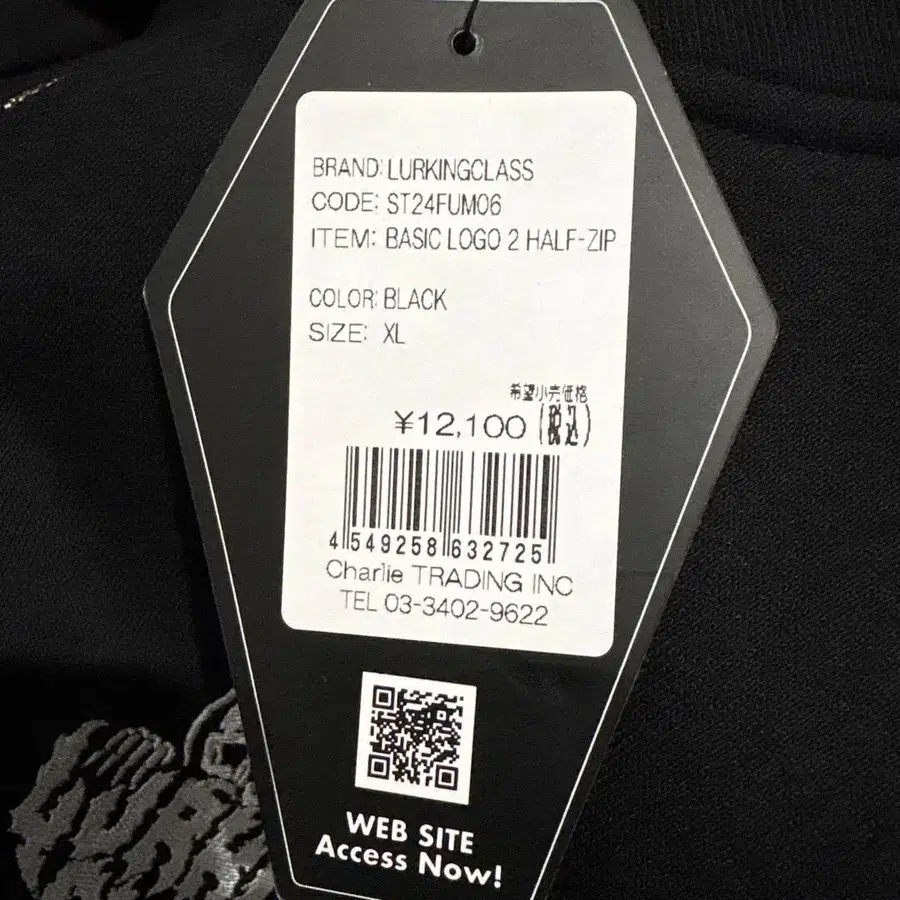 BRAND: LURKINGCLASS
CODE: ST24FUM06
ITEM: BASIC LOGO 2 HALF-ZIP
COLOR: BLACK
SIZE: XL
希望小売価格
¥12,100 (税込)
4 549258 632725
Charlie TRADING INC
TEL 03-3402-9622
WEB SITE
Access Now!